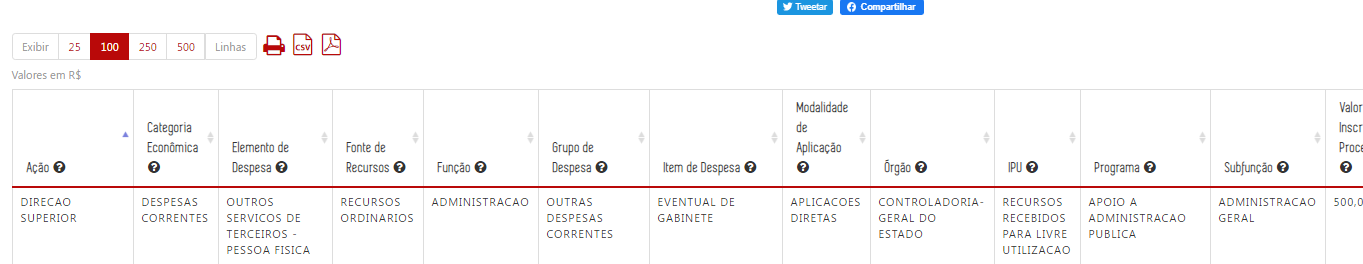 Tweetar Compartilhar
Exibir 25 100 250 500 Linhas CSV
Valores em R$
Ação
Categoria
Econômica
Elemento de
Despesa
Fonte de
Recursos
Função
Grupo de
Despesa
Item de Despesa
Modalidade
de
Aplicação
Órgão
IPU
Programa
Subfunção
Valor
Inscr
Proce
DIRECAO
SUPERIOR
DESPESAS
CORRENTES
OUTROS
SERVICOS DE
TERCEIROS -
PESSOA FISICA
RECURSOS
ORDINARIOS
ADMINISTRACAO
OUTRAS
DESPESAS
CORRENTES
EVENTUAL DE
GABINETE
APLICACOES
DIRETAS
CONTROLADORIA-
GERAL DO
ESTADO
RECURSOS
RECEBIDOS
PARA LIVRE
UTILIZACAO
APOIO A
ADMINISTRACAO
PUBLICA
ADMINISTRACAO
GERAL
500,0